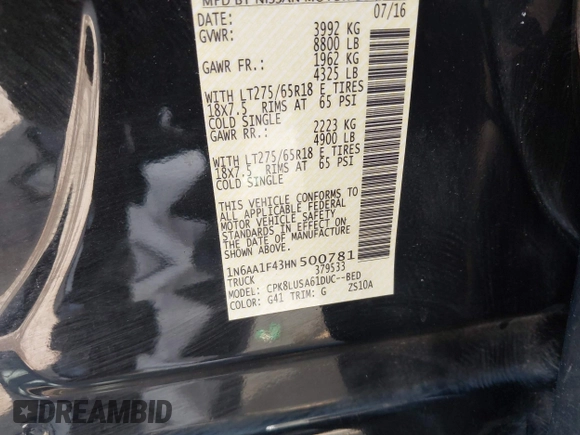 MFD BY NISSAN MOTOR
DATE: 07/16
GVWR: 3992 KG
8800 LB
GAWR FR.: 1962 KG
4325 LB
WITH LT275/65R18 E TIRES
18X7.5 RIMS AT 65 PSI
COLD SINGLE
GAWR RR.: 2223 KG
4900 LB
WITH LT275/65R18 E TIRES
18X7.5 RIMS AT 65 PSI
COLD SINGLE
THIS VEHICLE CONFORMS TO
ALL APPLICABLE FEDERAL
MOTOR VEHICLE SAFETY
STANDARDS IN EFFECT ON
THE DATE OF MANUFACTURE
SHOWN ABOVE.
1N6AA1F43HN500781
TRUCK 379533
MODEL: CPK8LUSA61DUC--BED
COLOR: G41 TRIM: G ZS10A
DREAMBID